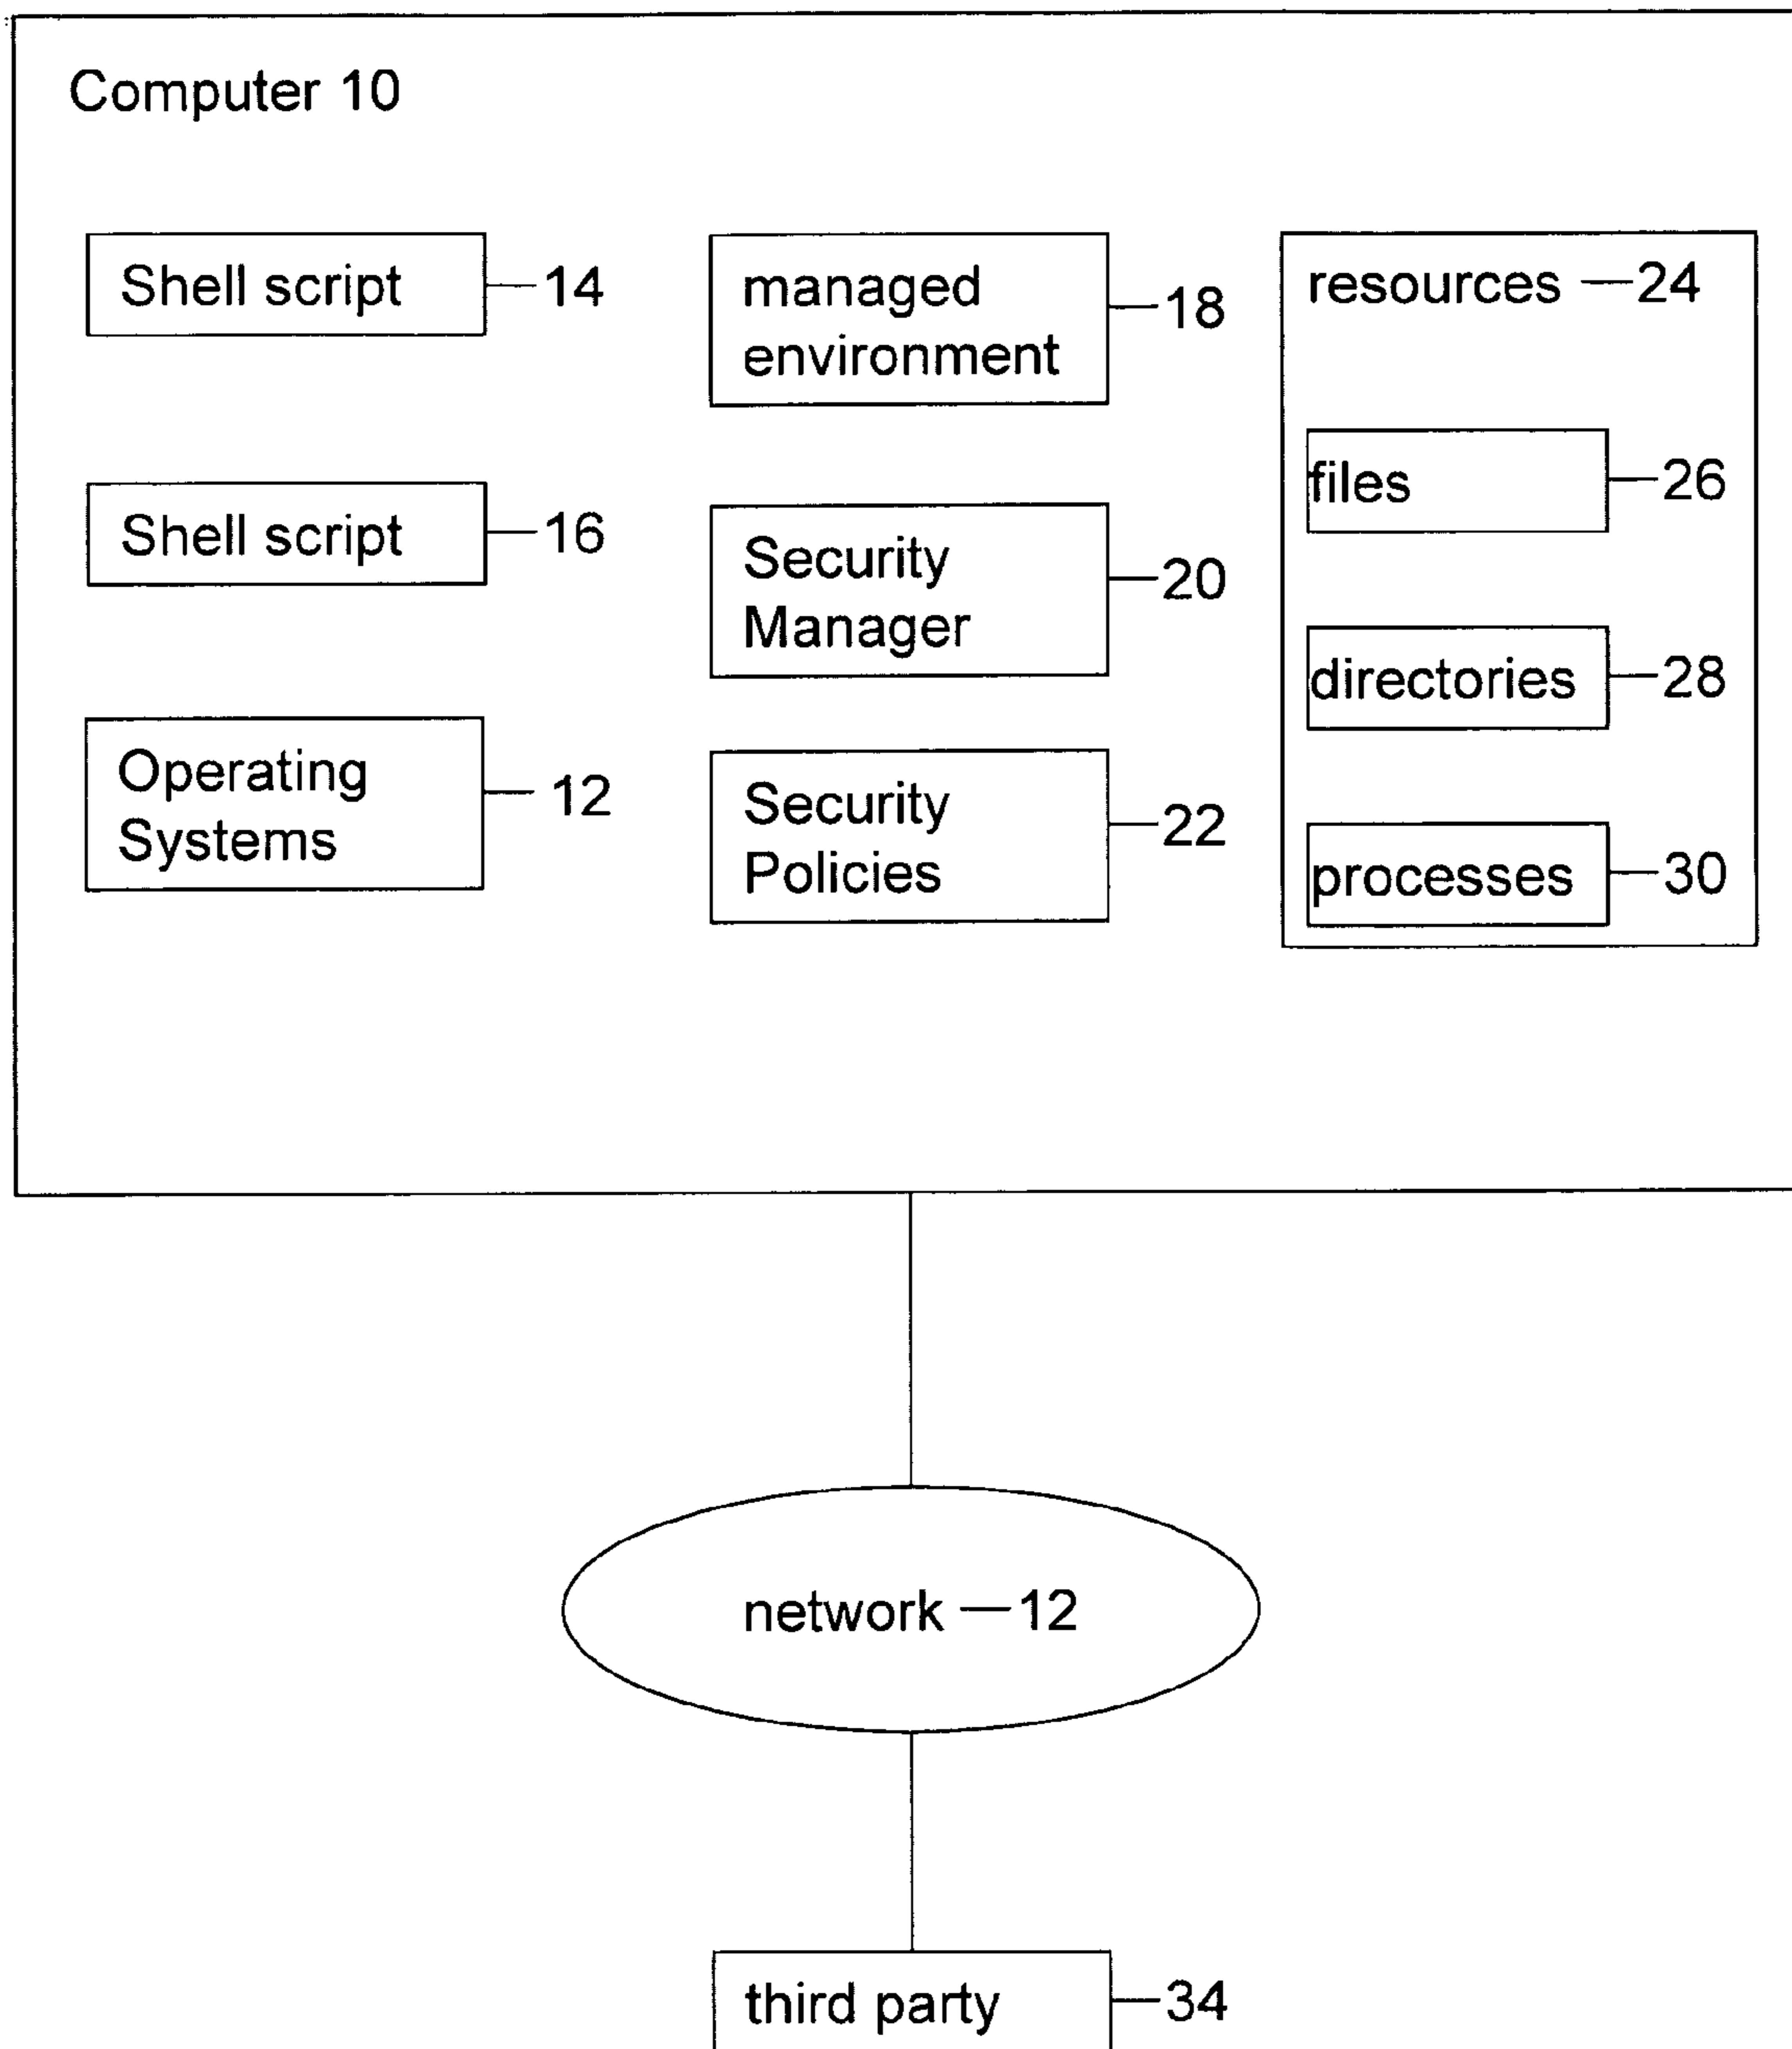 Computer 10
Shell script 14
Shell script 16
Operating
Systems 12
managed
environment 18
Security
Manager 20
Security
Policies 22
resources 24
files 26
directories 28
processes 30
network 12
third party 34